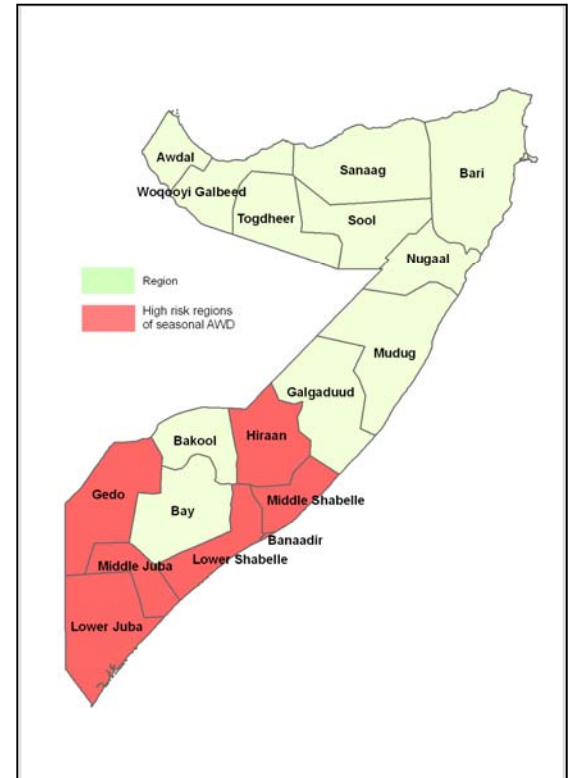 Awdal
Sanaag
Bari
Woqooyi Galbeed
Togdheer
Sool
Nugaal
Region
High risk regions
of seasonal AWD
Mudug
Galgaduud
Hiraan
Bakool
Gedo
Middle Shabelle
Bay
Banaadir
Lower Shabelle
Middle Juba
Lower Juba